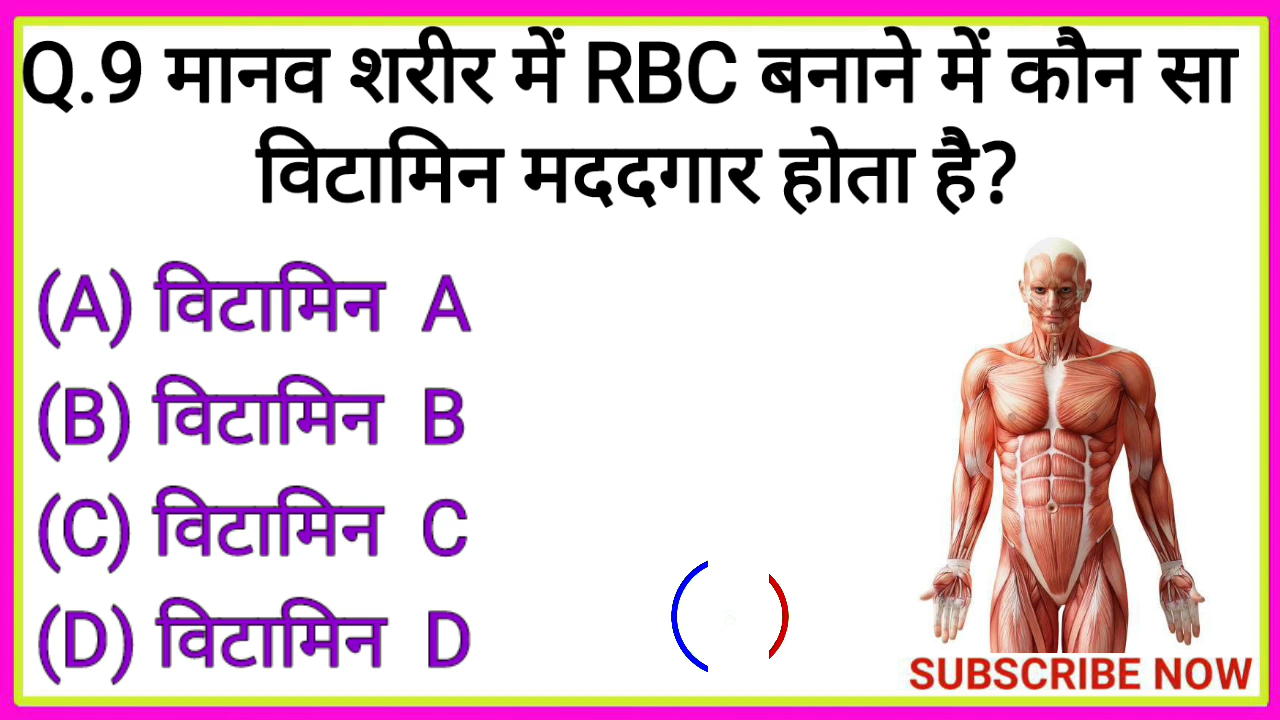 Q.9 मानव शरीर में RBC बनाने में कौन सा
विटामिन मददगार होता है?
(A) विटामिन A
(B) विटामिन B
(C) विटामिन C
(D) विटामिन D
SUBSCRIBE NOW